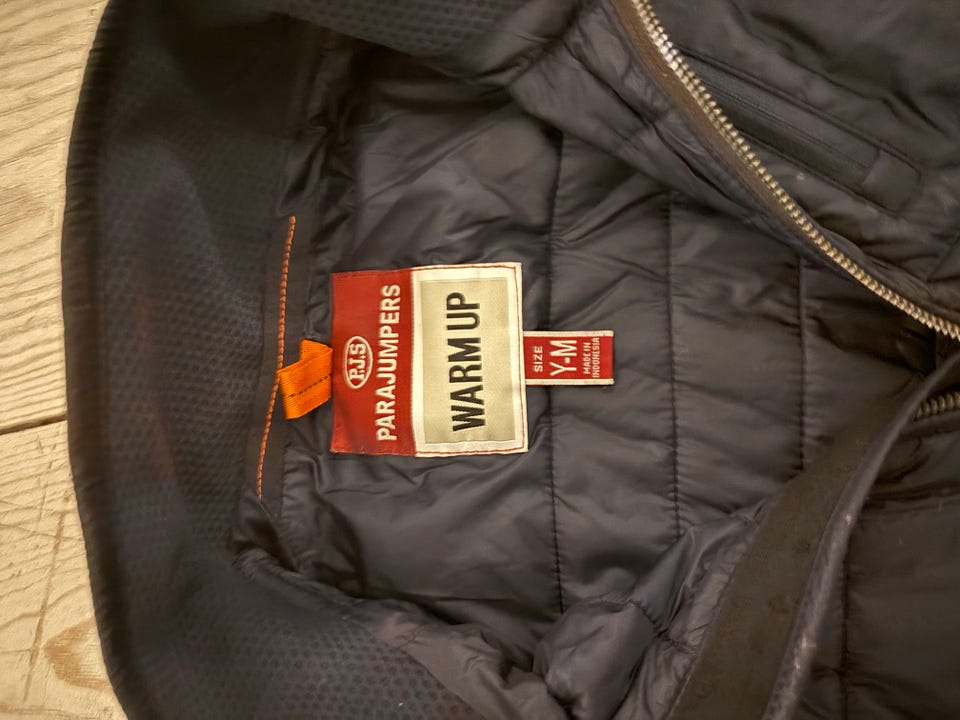 P.J.S
PARAJUMPERS
WARM UP
SIZE
Y-M
MADE IN
INDONESIA